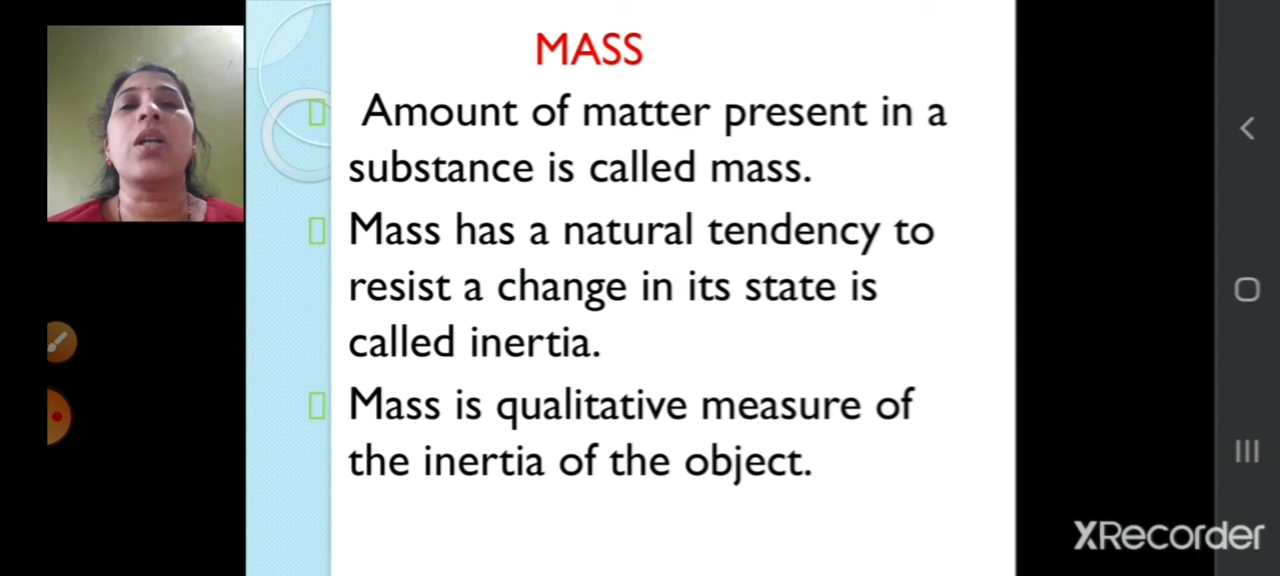 MASS
Amount of matter present in a
substance is called mass.
Mass has a natural tendency to
resist a change in its state is
called inertia.
Mass is qualitative measure of
the inertia of the object.
XRecorder